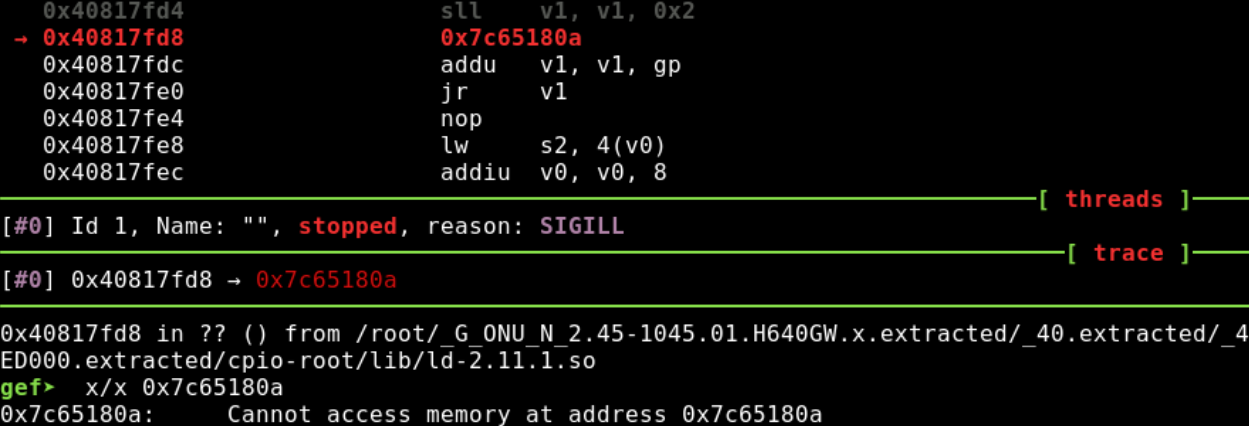 0x40817fd4 sll v1, v1, 0x2
→ 0x40817fd8 0x7c65180a
0x40817fdc addu v1, v1, gp
0x40817fe0 jr v1
0x40817fe4 nop
0x40817fe8 lw s2, 4(v0)
0x40817fec addiu v0, v0, 8
[ threads ]
[#0] Id 1, Name: "", stopped, reason: SIGILL
[ trace ]
[#0] 0x40817fd8 → 0x7c65180a
0x40817fd8 in ?? () from /root/_G_ONU_N_2.45-1045.01.H640GW.x.extracted/_40.extracted/_4
ED000.extracted/cpio-root/lib/ld-2.11.1.so
gef➤ x/x 0x7c65180a
0x7c65180a: Cannot access memory at address 0x7c65180a